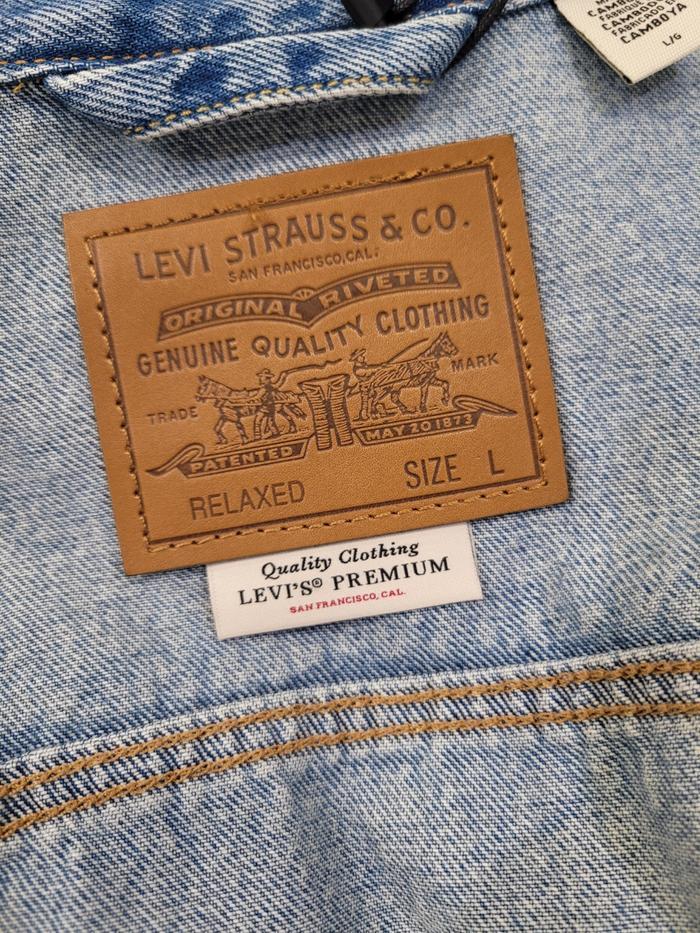 CAMBOYA
L/G
LEVI STRAUSS & CO.
SAN FRANCISCO, CAL.
ORIGINAL RIVETED
GENUINE QUALITY CLOTHING
TRADE MARK
PATENTED MAY 20 1873
RELAXED SIZE L
Quality Clothing
LEVI'S® PREMIUM
SAN FRANCISCO, CAL.